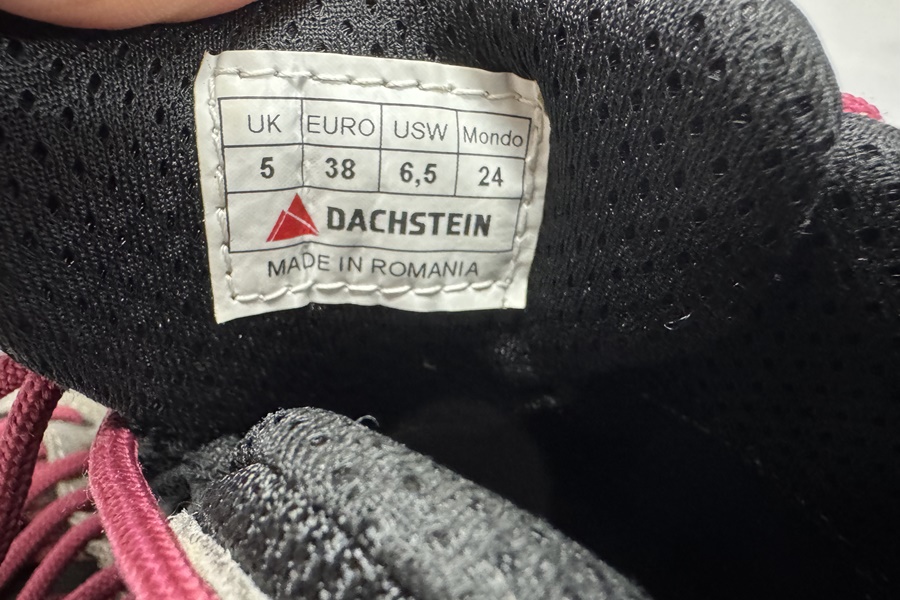 UK EURO USW Mondo
5 38 6,5 24
DACHSTEIN
MADE IN ROMANIA